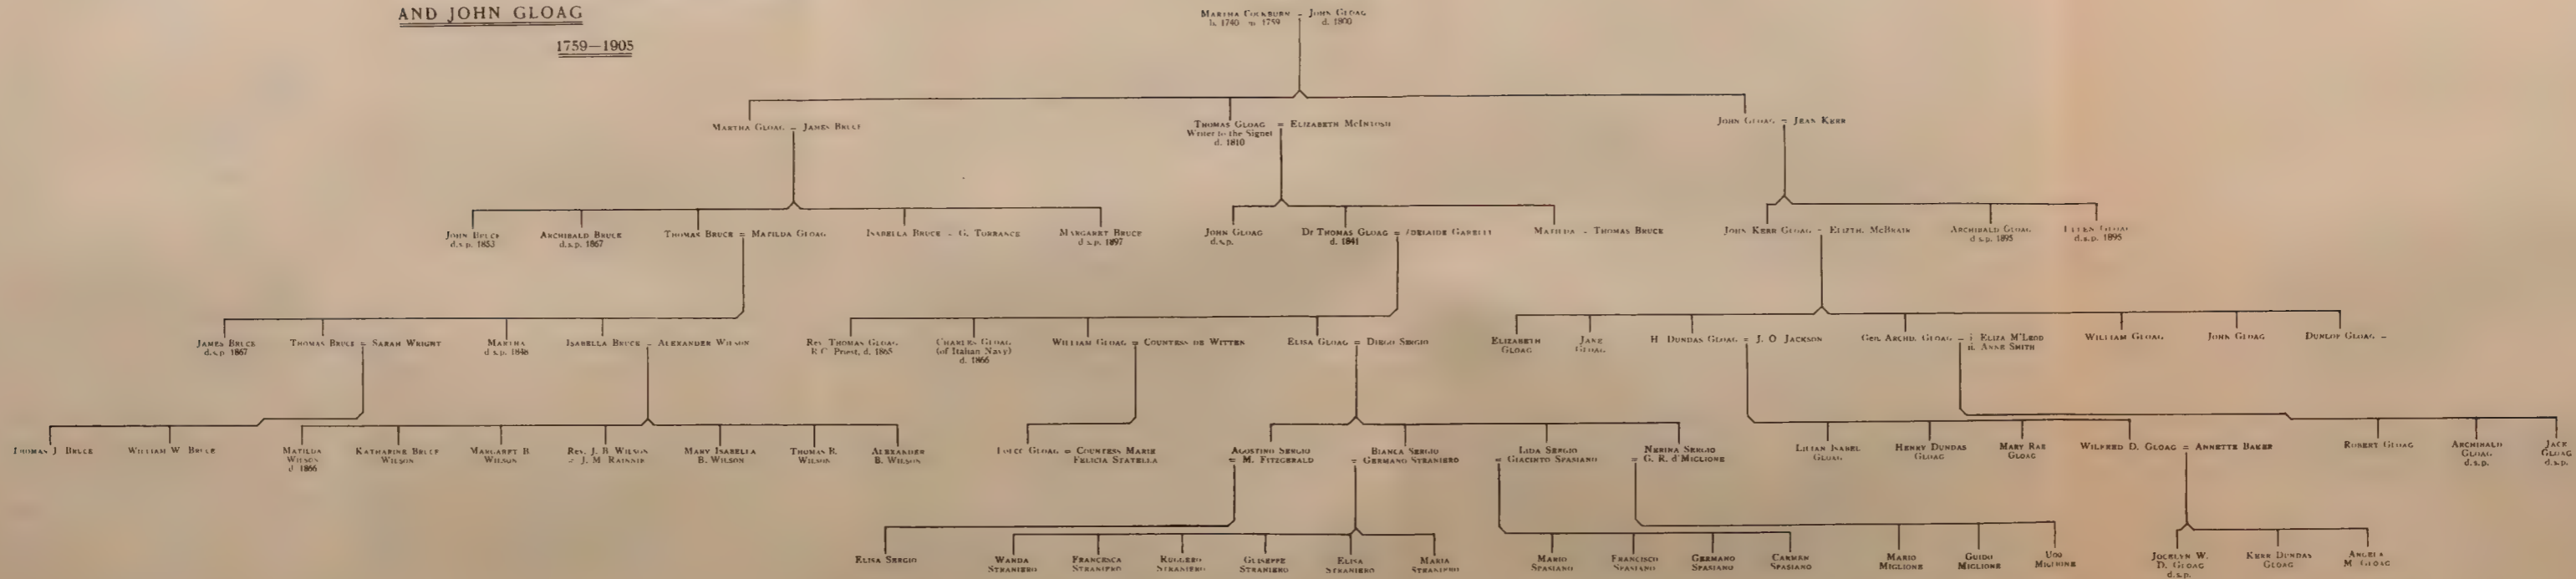 AND JOHN GLOAG
1759—1905
MARTHA COCKBURN = JOHN GLOAG
b. 1740 m. 1759 d. 1800
MARTHA GLOAG = JAMES BRUCE
THOMAS GLOAG = ELIZABETH MCINTOSH
Writer to the Signet
d. 1810
JOHN GLOAG = JEAN KERR
JOHN BRUCE
d.s.p. 1853
ARCHIBALD BRUCE
d.s.p. 1867
THOMAS BRUCE = MATILDA GLOAG
ISABELLA BRUCE = G. TORRANCE
MARGARET BRUCE
d.s.p. 1897
JOHN GLOAG
d.s.p.
Dr THOMAS GLOAG = ADELAIDE GARELLI
d. 1841
MATILDA = THOMAS BRUCE
JOHN KERR GLOAG = ELIZTH. MCBRAIR
ARCHIBALD GLOAG
d.s.p. 1895
ELLEN GLOAG
d.s.p. 1895
JAMES BRUCE
d.s.p. 1867
THOMAS BRUCE = SARAH WRIGHT
MARTHA
d.s.p. 1848
ISABELLA BRUCE = ALEXANDER WILSON
Rev. THOMAS GLOAG,
R.C. Priest, d. 1865
CHARLES GLOAG
(of Italian Navy)
d. 1866
WILLIAM GLOAG = COUNTESS DE WITTEN
ELISA GLOAG = DIEGO SERGIO
ELIZABETH
GLOAG
JANE
GLOAG
H DUNDAS GLOAG = J. O JACKSON
Gen. ARCHD. GLOAG = i. ELIZA M'LEOD
ii. ANNE SMITH
WILLIAM GLOAG
JOHN GLOAG
DUNLOP GLOAG =
THOMAS J BRUCE
WILLIAM W BRUCE
MATILDA
WILSON
d 1866
KATHARINE BRUCE
WILSON
MARGARET B
WILSON
Rev. J. B WILSON
= J. M RAINNIE
MARY ISABELLA
B. WILSON
THOMAS B.
WILSON
ALEXANDER
B. WILSON
GLOAG = COUNTESS MARIE
FELICIA STATELLA
AGOSTINO SERGIO
= M. FITZGERALD
BIANCA SERGIO
= GERMANO STRANIERO
LIDA SERGIO
= GIACINTO SPASIANO
NERINA SERGIO
= G. R. d'MIGLIONE
LILIAN ISABEL
GLOAG
HENRY DUNDAS
GLOAG
MARY RAE
GLOAG
WILFRED D. GLOAG = ANNETTE BAKER
ROBERT GLOAG
ARCHIBALD
GLOAG
d.s.p.
JACK
GLOAG
d.s.p.
ELISA SERGIO
WANDA
STRANIERO
FRANCESCA
STRANIERO
RUGGERO
STRANIERO
GIUSEPPE
STRANIERO
ELISA
STRANIERO
MARIA
STRANIERO
MARIO
SPASIANO
FRANCISCO
SPASIANO
GERMANO
SPASIANO
CARMAN
SPASIANO
MARIO
MIGLIONE
GUIDO
MIGLIONE
UGO
MIGLIONE
JOCELYN W.
D. GLOAG
d.s.p.
KERR DUNDAS
GLOAG
ANGELA
M. GLOAG